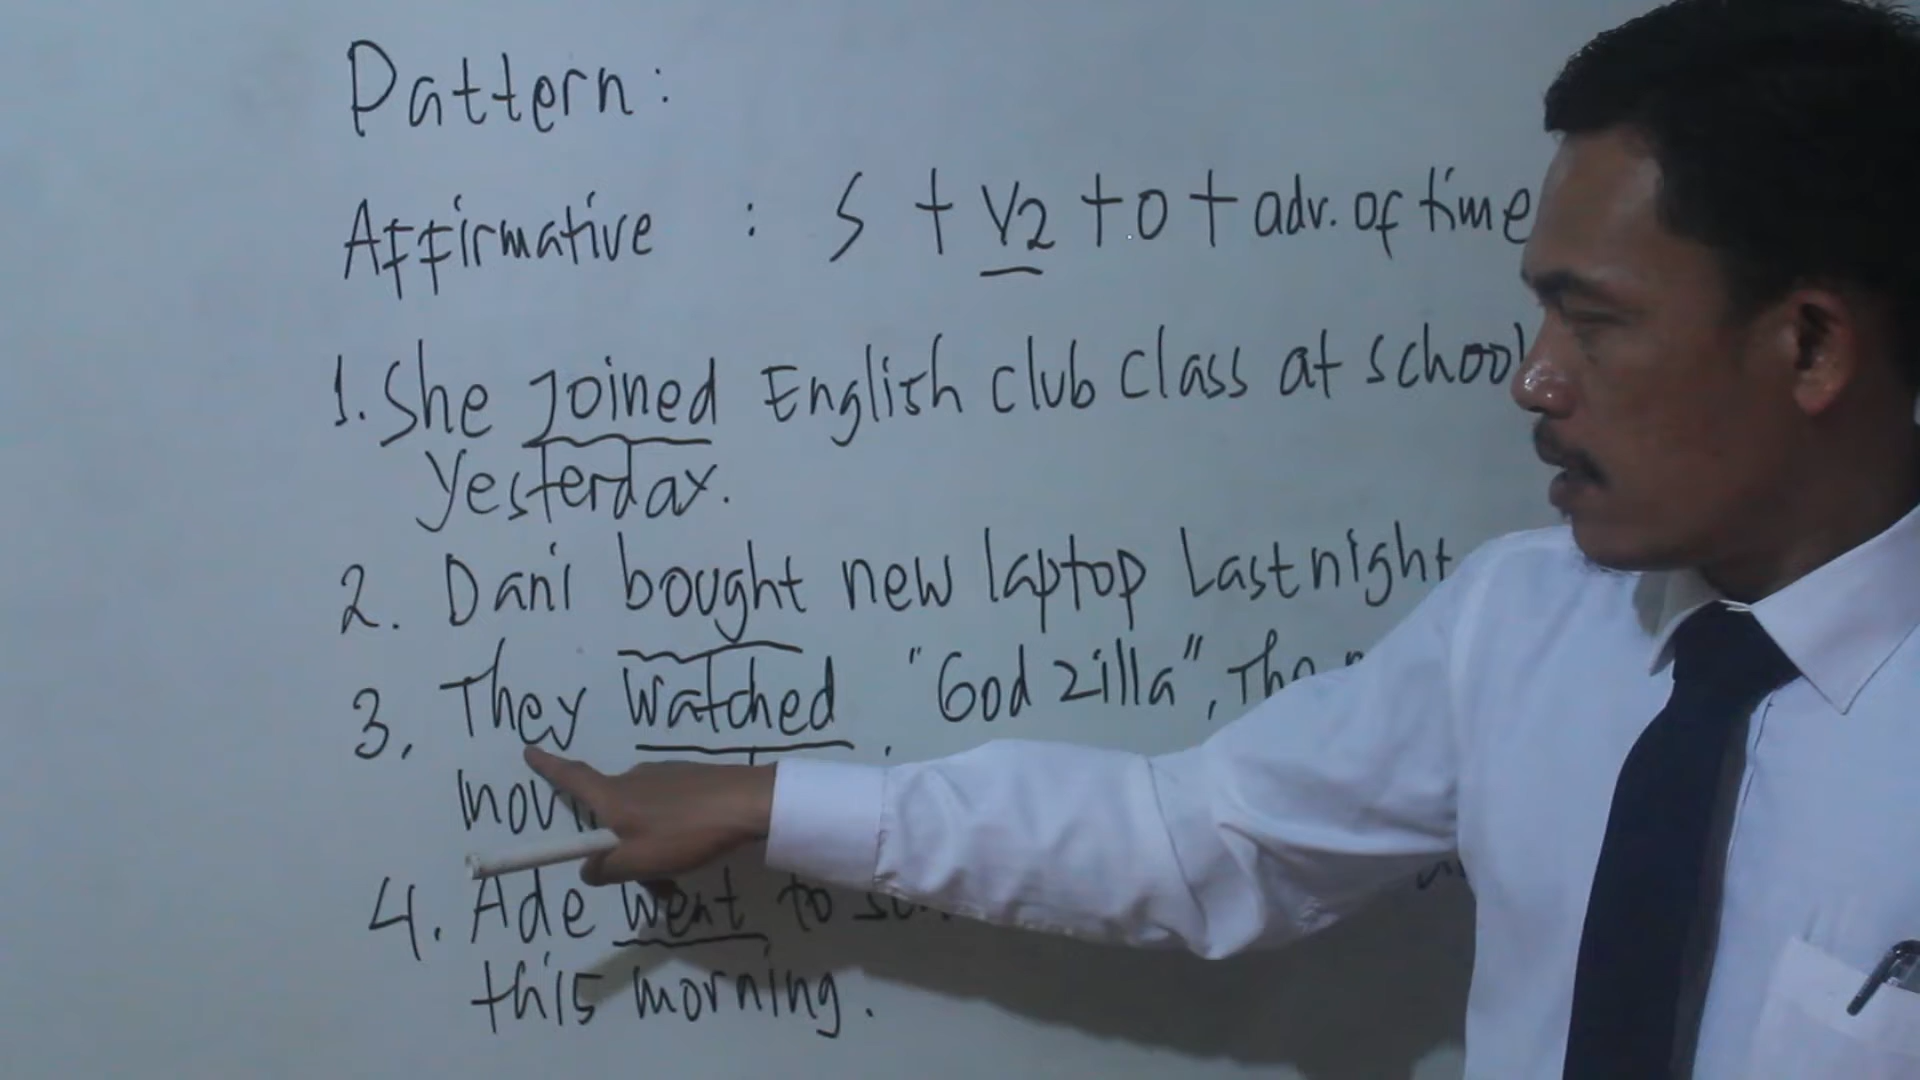 Pattern:
Affirmative : S + V2 + O + adv. of time
1. She Joined English club class at school
Yesterday.
2. Dani bought new laptop Last night
3. They watched "God zilla",
4. Ade went to
this morning.